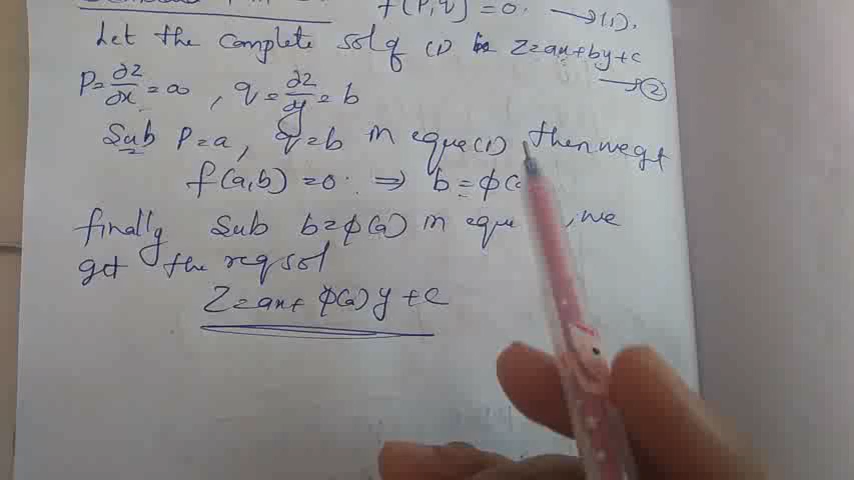 f(P,q) = 0. → (1).
Let the complete sol of (1) be Z=ax+by+c
→ (2)
P = ∂z/∂x = a, q = ∂z/∂y = b
Sub P=a, q=b in equ (1) then we get
f(a,b) = 0. ⇒ b = φ(
finally Sub b=φ(a) in equ , we
get the req sol
Z=ax+ φ(a) y +c